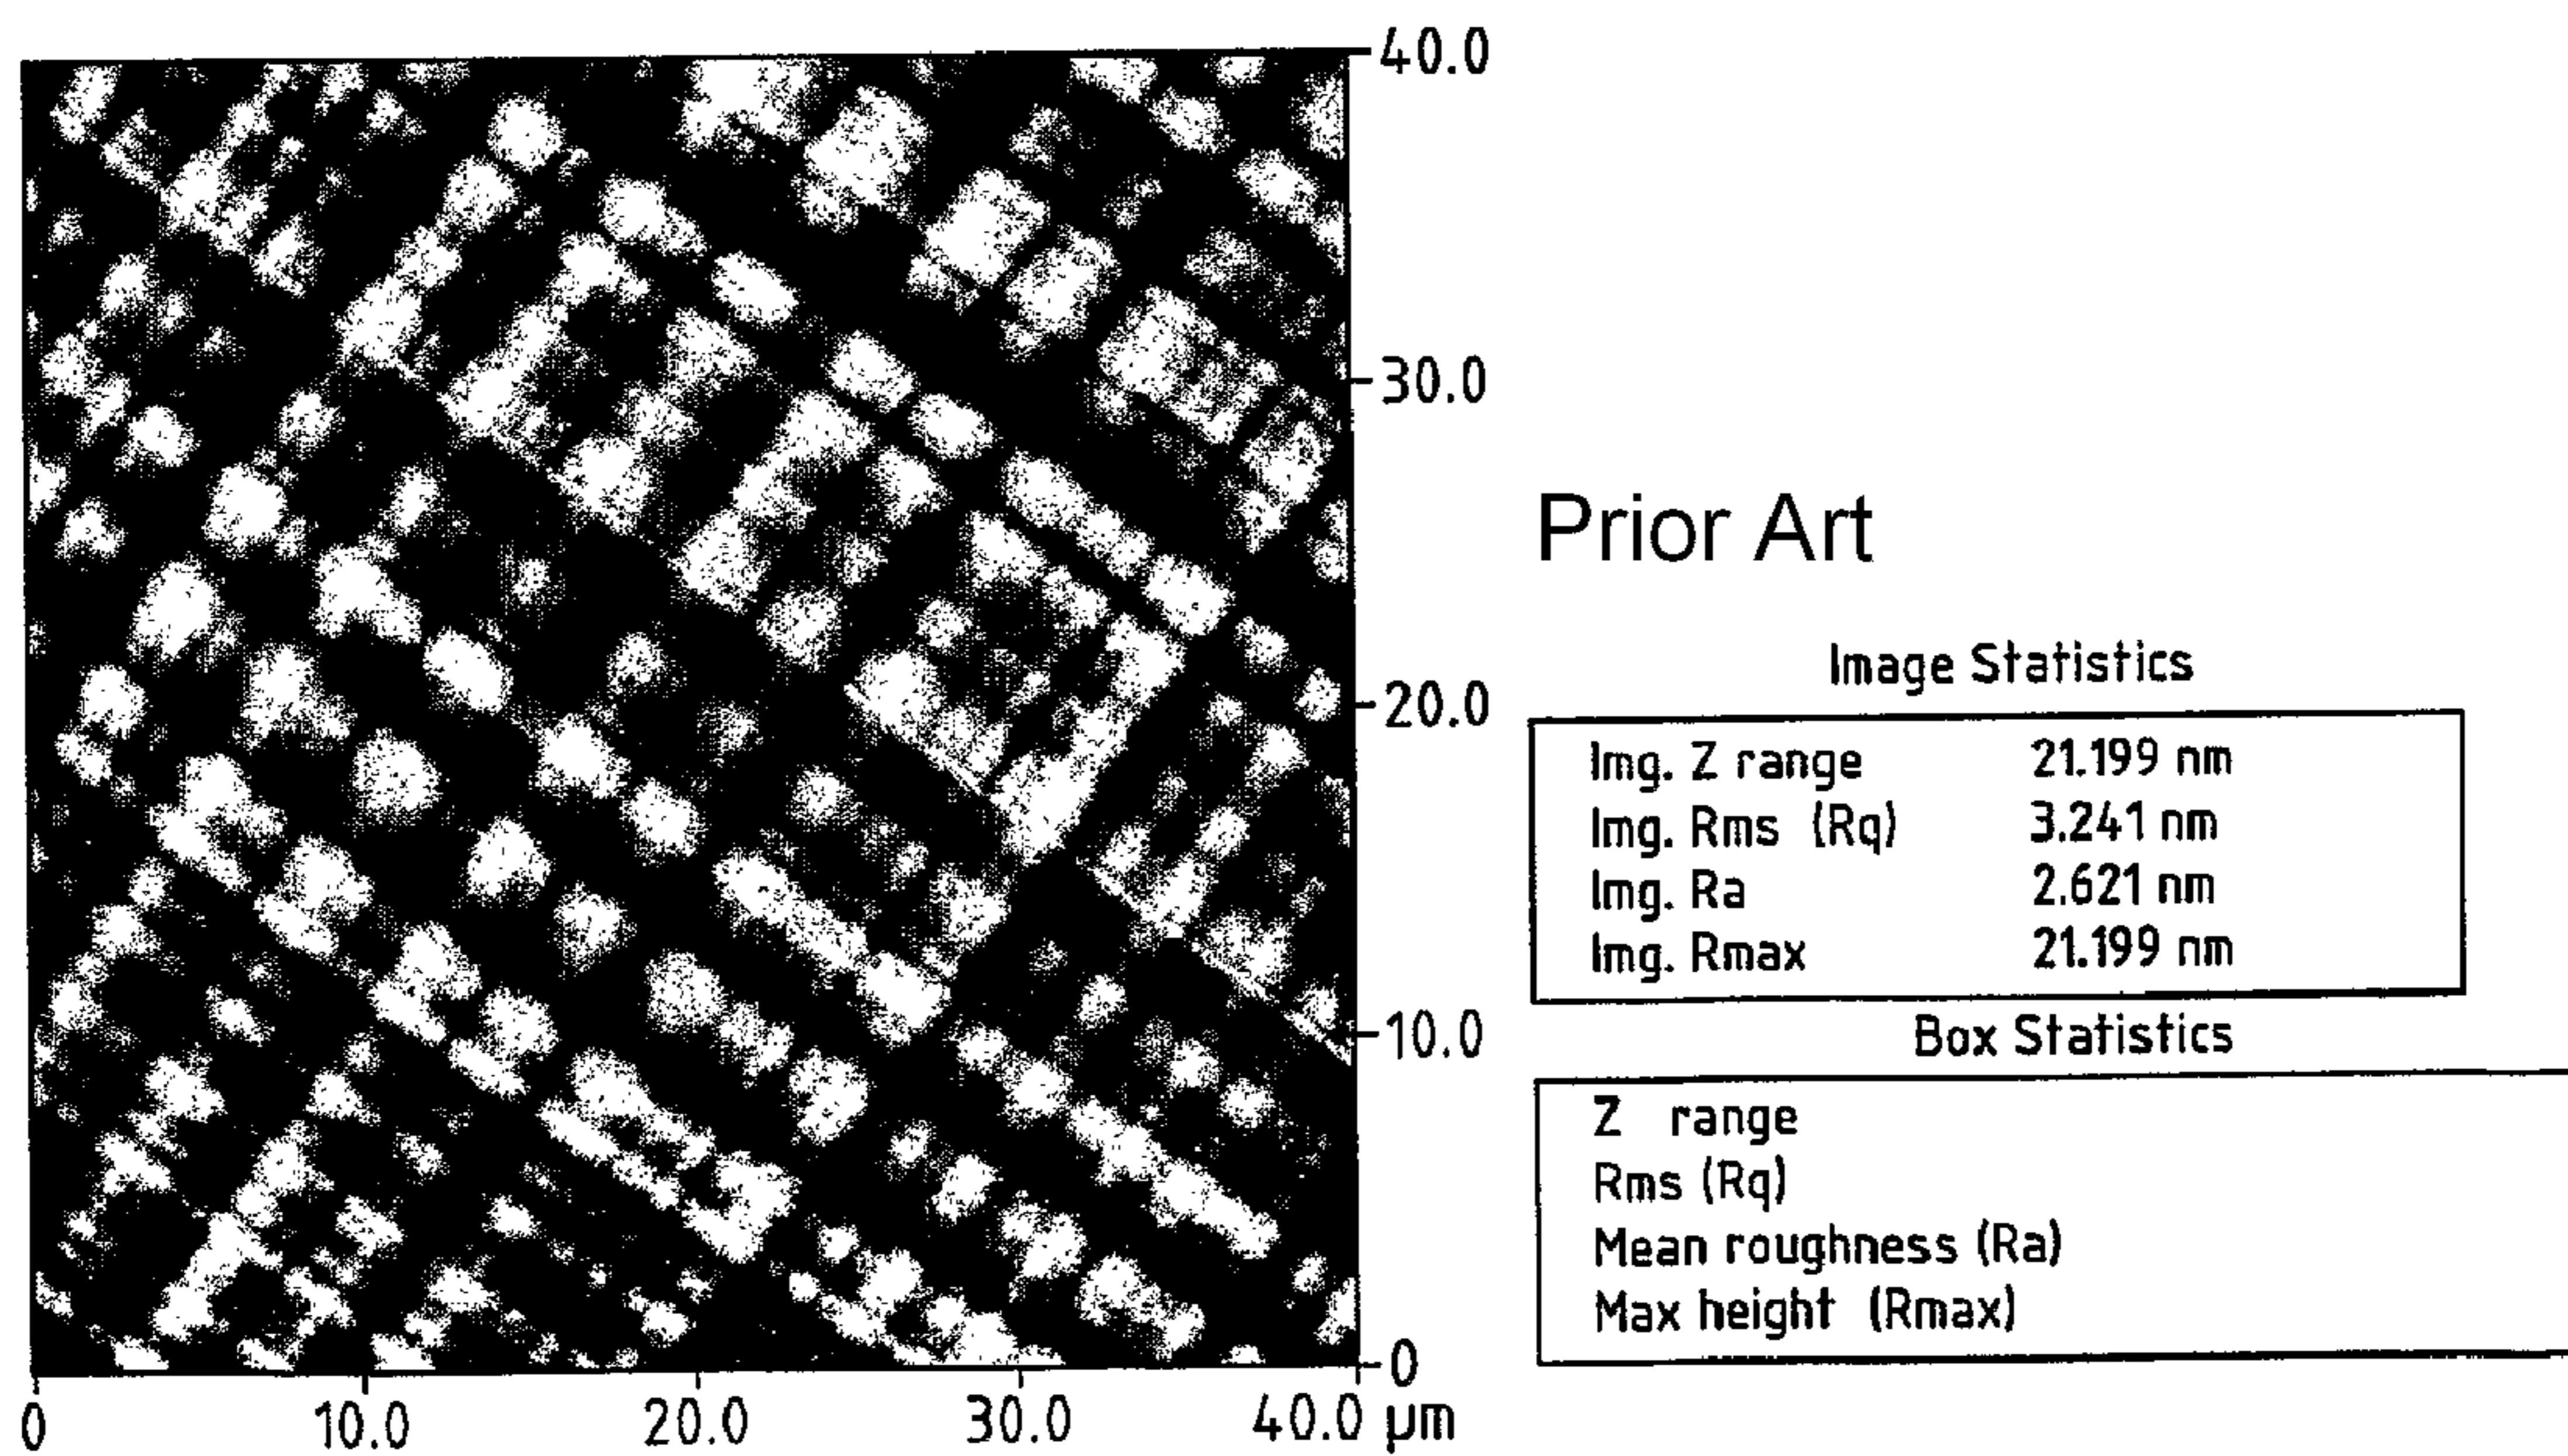 40.0
30.0
20.0
10.0
0
0 10.0 20.0 30.0 40.0 µm
Prior Art
Image Statistics
Img. Z range 21.199 nm
Img. Rms (Rq) 3.241 nm
Img. Ra 2.621 nm
Img. Rmax 21.199 nm
Box Statistics
Z range
Rms (Rq)
Mean roughness (Ra)
Max height (Rmax)